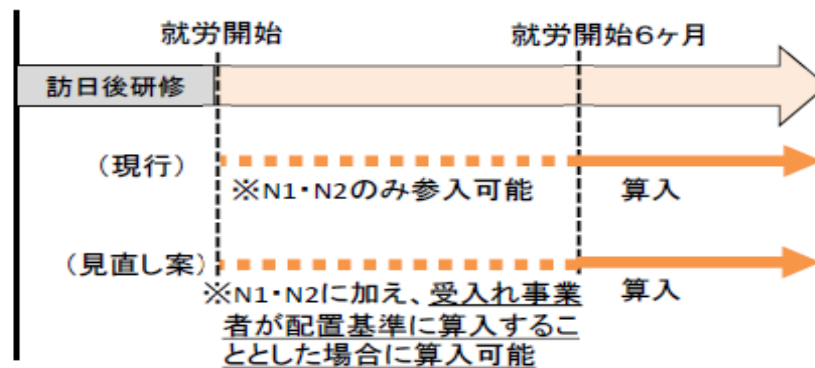 就労開始
就労開始6ヶ月
訪日後研修
(現行)
※N1・N2のみ参入可能
算入
(見直し案)
※N1・N2に加え、受入れ事業
者が配置基準に算入するこ
ととした場合に算入可能
算入